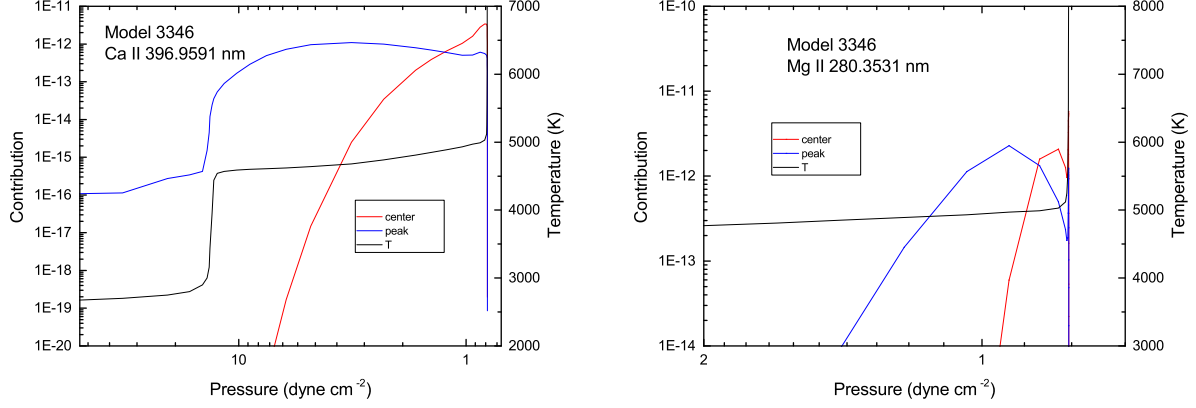 Model 3346
Ca II 396.9591 nm
1E-11
1E-12
1E-13
1E-14
1E-15
1E-16
1E-17
1E-18
1E-19
1E-20
Contribution
10
1
Pressure (dyne cm-2)
7000
6000
5000
4000
3000
2000
Temperature (K)
center
peak
T
Model 3346
Mg II 280.3531 nm
1E-10
1E-11
1E-12
1E-13
1E-14
Contribution
2
1
Pressure (dyne cm-2)
8000
7000
6000
5000
4000
3000
Temperature (K)
center
peak
T